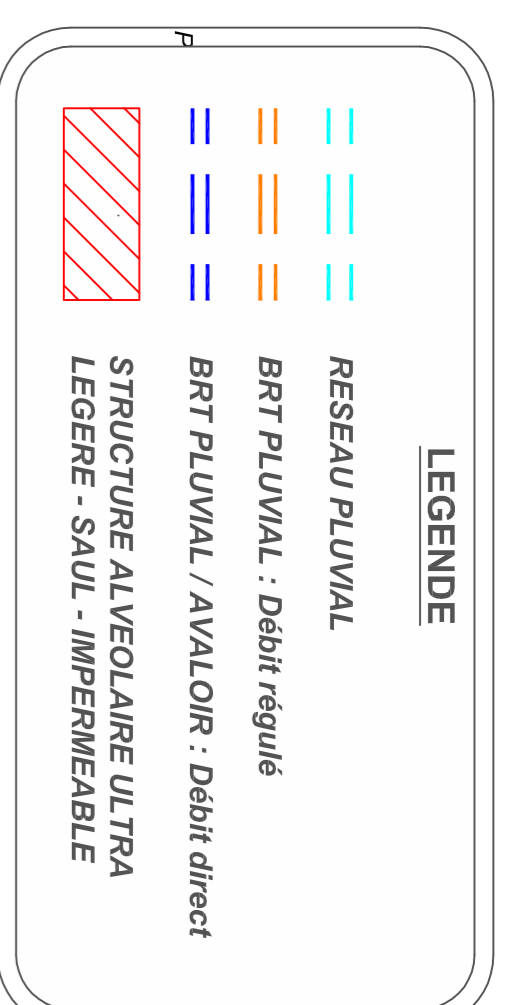 LEGENDE
RESEAU PLUVIAL
BRT PLUVIAL : Débit régulé
BRT PLUVIAL / AVALOIR : Débit direct
STRUCTURE ALVEOLAIRE ULTRA
LEGERE - SAUL - IMPERMEABLE
P